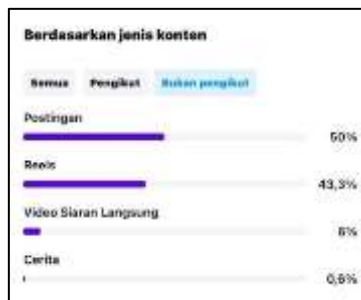 Berdasarkan jenis konten
Semua Pengikut Bukan pengikut
Postingan
50%
Reels
43,3%
Video Siaran Langsung
6%
Cerita
0,6%